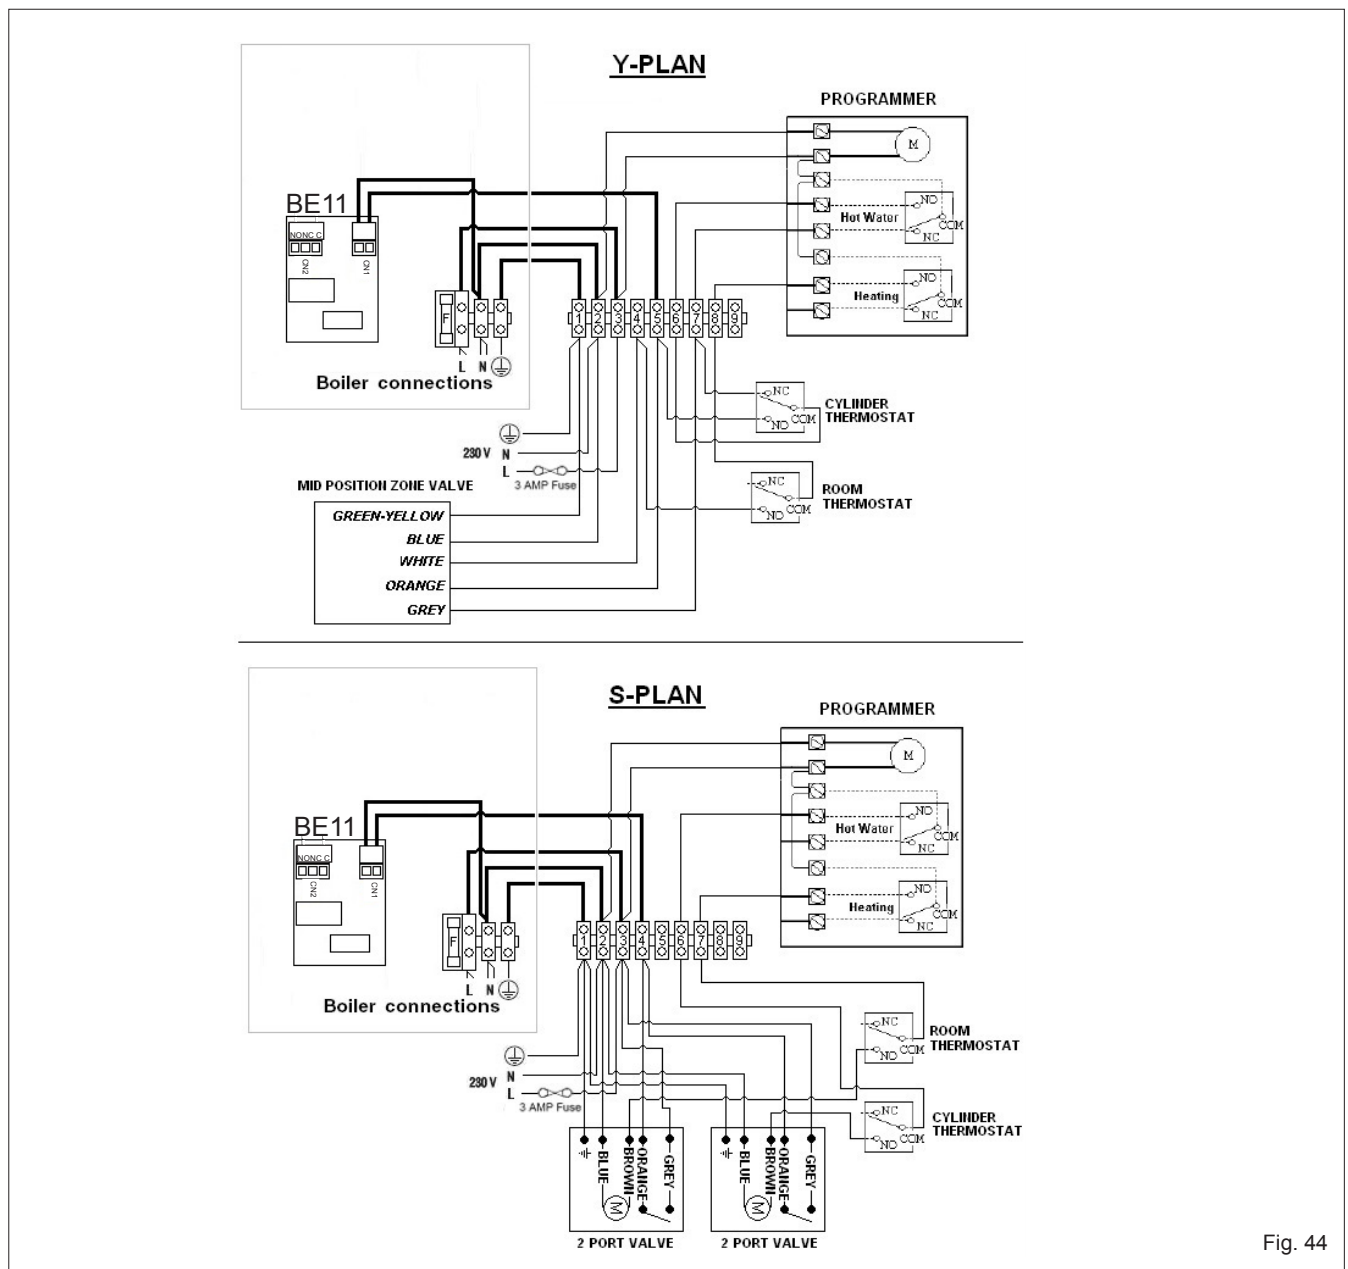 Y-PLAN
PROGRAMMER
M
NO
Hot Water
COM
NC
NO
Heating
COM
NC
BE11
NONC C
CN2
CN1
F
1 2 3 4 5 6 7 8 9
L N
Boiler connections
NC
CYLINDER
THERMOSTAT
NO COM
230 V N
L
3 AMP Fuse
NC
ROOM
THERMOSTAT
NO COM
MID POSITION ZONE VALVE
GREEN-YELLOW
BLUE
WHITE
ORANGE
GREY
S-PLAN
PROGRAMMER
M
NO
Hot Water
COM
NC
NO
Heating
COM
NC
BE11
NONC C
CN2
CN1
F
1 2 3 4 5 6 7 8 9
L N
Boiler connections
NC
ROOM
THERMOSTAT
NO COM
230 V N
L
3 AMP Fuse
NC
CYLINDER
THERMOSTAT
NO COM
BLUE
BROWN
ORANGE
GREY
M
BLUE
BROWN
ORANGE
GREY
M
2 PORT VALVE
2 PORT VALVE
Fig. 44